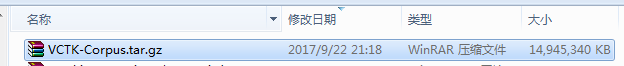 名称 修改日期 类型 大小
VCTK-Corpus.tar.gz 2017/9/22 21:18 WinRAR 压缩文件 14,945,340 KB